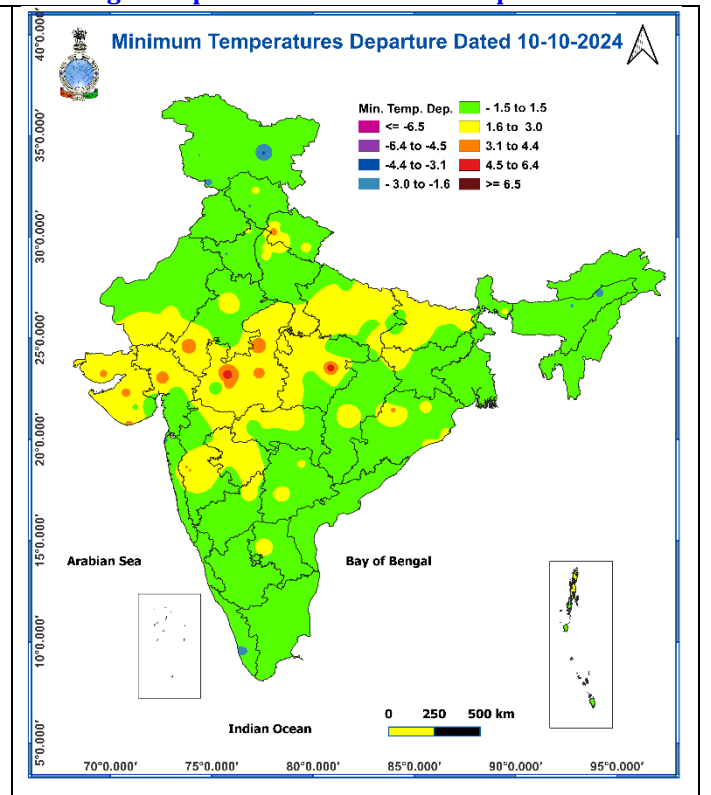 Minimum Temperatures Departure Dated 10-10-2024
Min. Temp. Dep.
<= -6.5
-6.4 to -4.5
-4.4 to -3.1
- 3.0 to -1.6
- 1.5 to 1.5
1.6 to 3.0
3.1 to 4.4
4.5 to 6.4
>= 6.5
40°0.000'
35°0.000'
30°0.000'
25°0.000'
20°0.000'
15°0.000'
10°0.000'
5°0.000'
Arabian Sea
Bay of Bengal
Indian Ocean
0 250 500 km
70°0.000' 75°0.000' 80°0.000' 85°0.000' 90°0.000' 95°0.000'